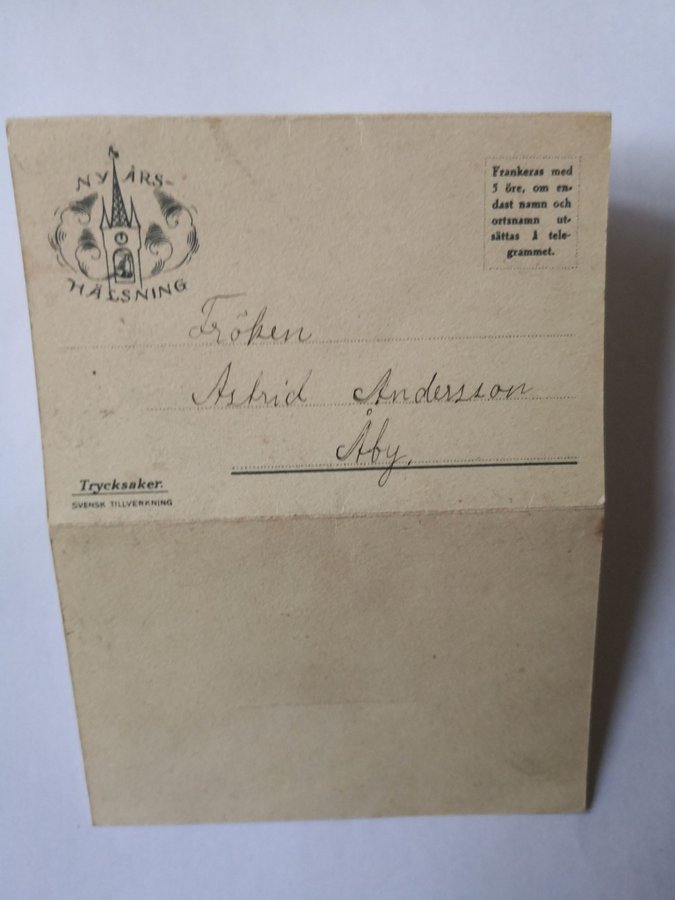 NYÅRS-
HÄLSNING
Frankeras med
5 öre, om en-
dast namn och
ortsnamn ut-
sättas å tele-
grammet.
Fröken
Astrid Andersson
Åby.
Trycksaker.
SVENSK TILLVERKNING